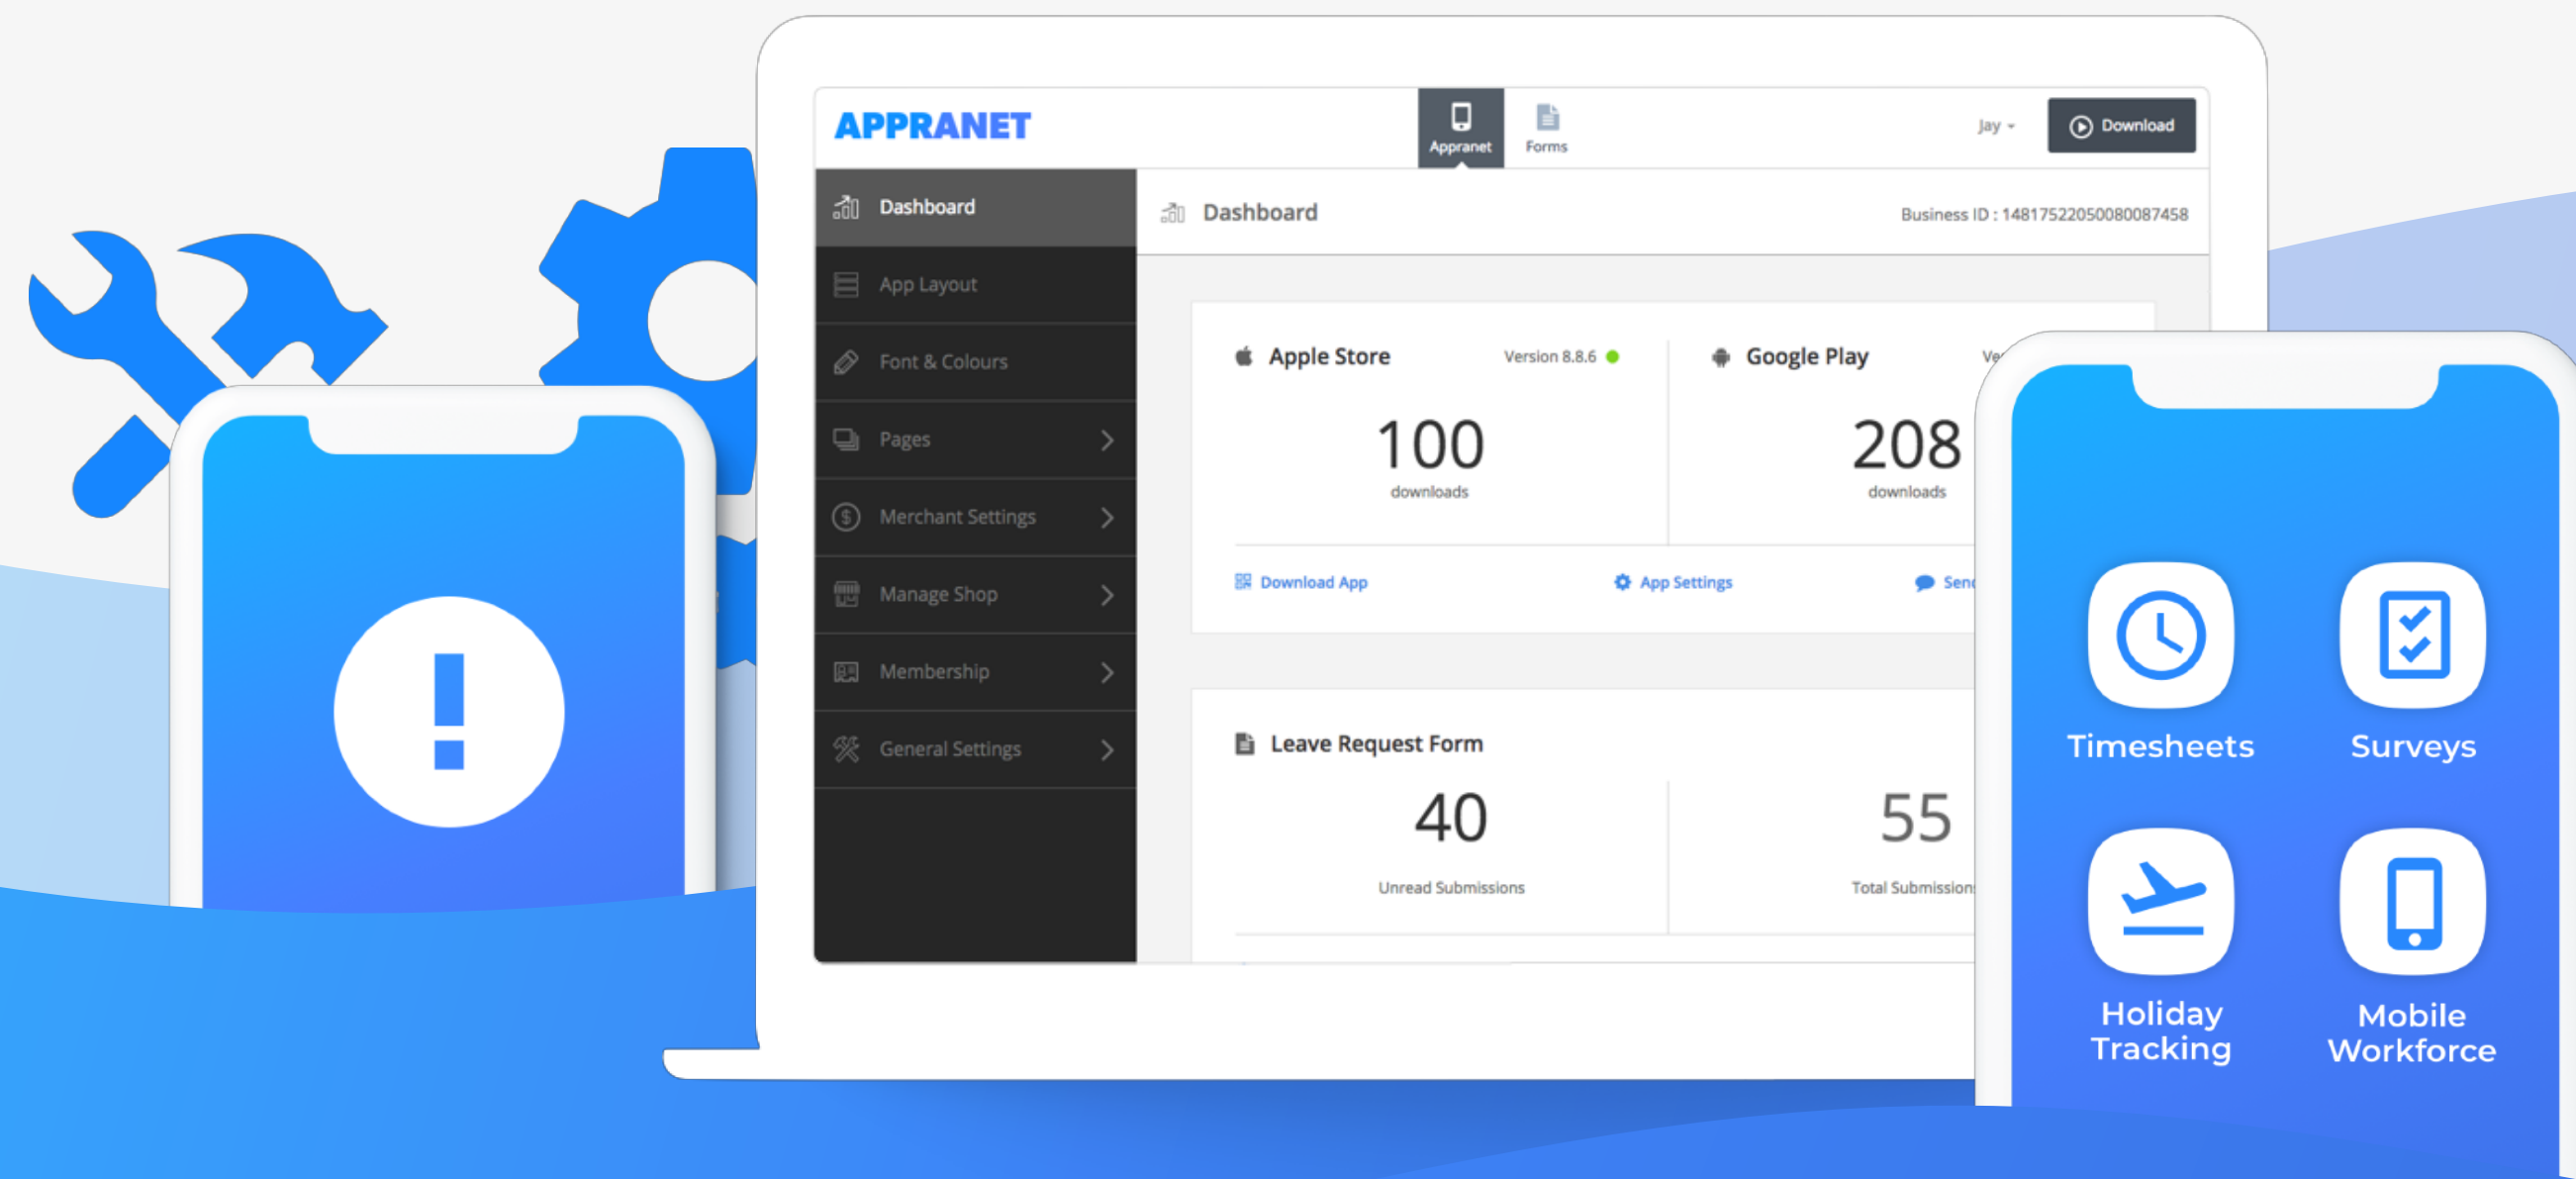 APPRANET
Appranet
Forms
Jay
Download
Dashboard
App Layout
Font & Colours
Pages
Merchant Settings
Manage Shop
Membership
General Settings
Dashboard
Business ID : 14817522050080087458
Apple Store
Version 8.8.6
Google Play
100
downloads
208
downloads
Download App
App Settings
Leave Request Form
40
Unread Submissions
55
Total Submissions
Timesheets
Surveys
Holiday
Tracking
Mobile
Workforce